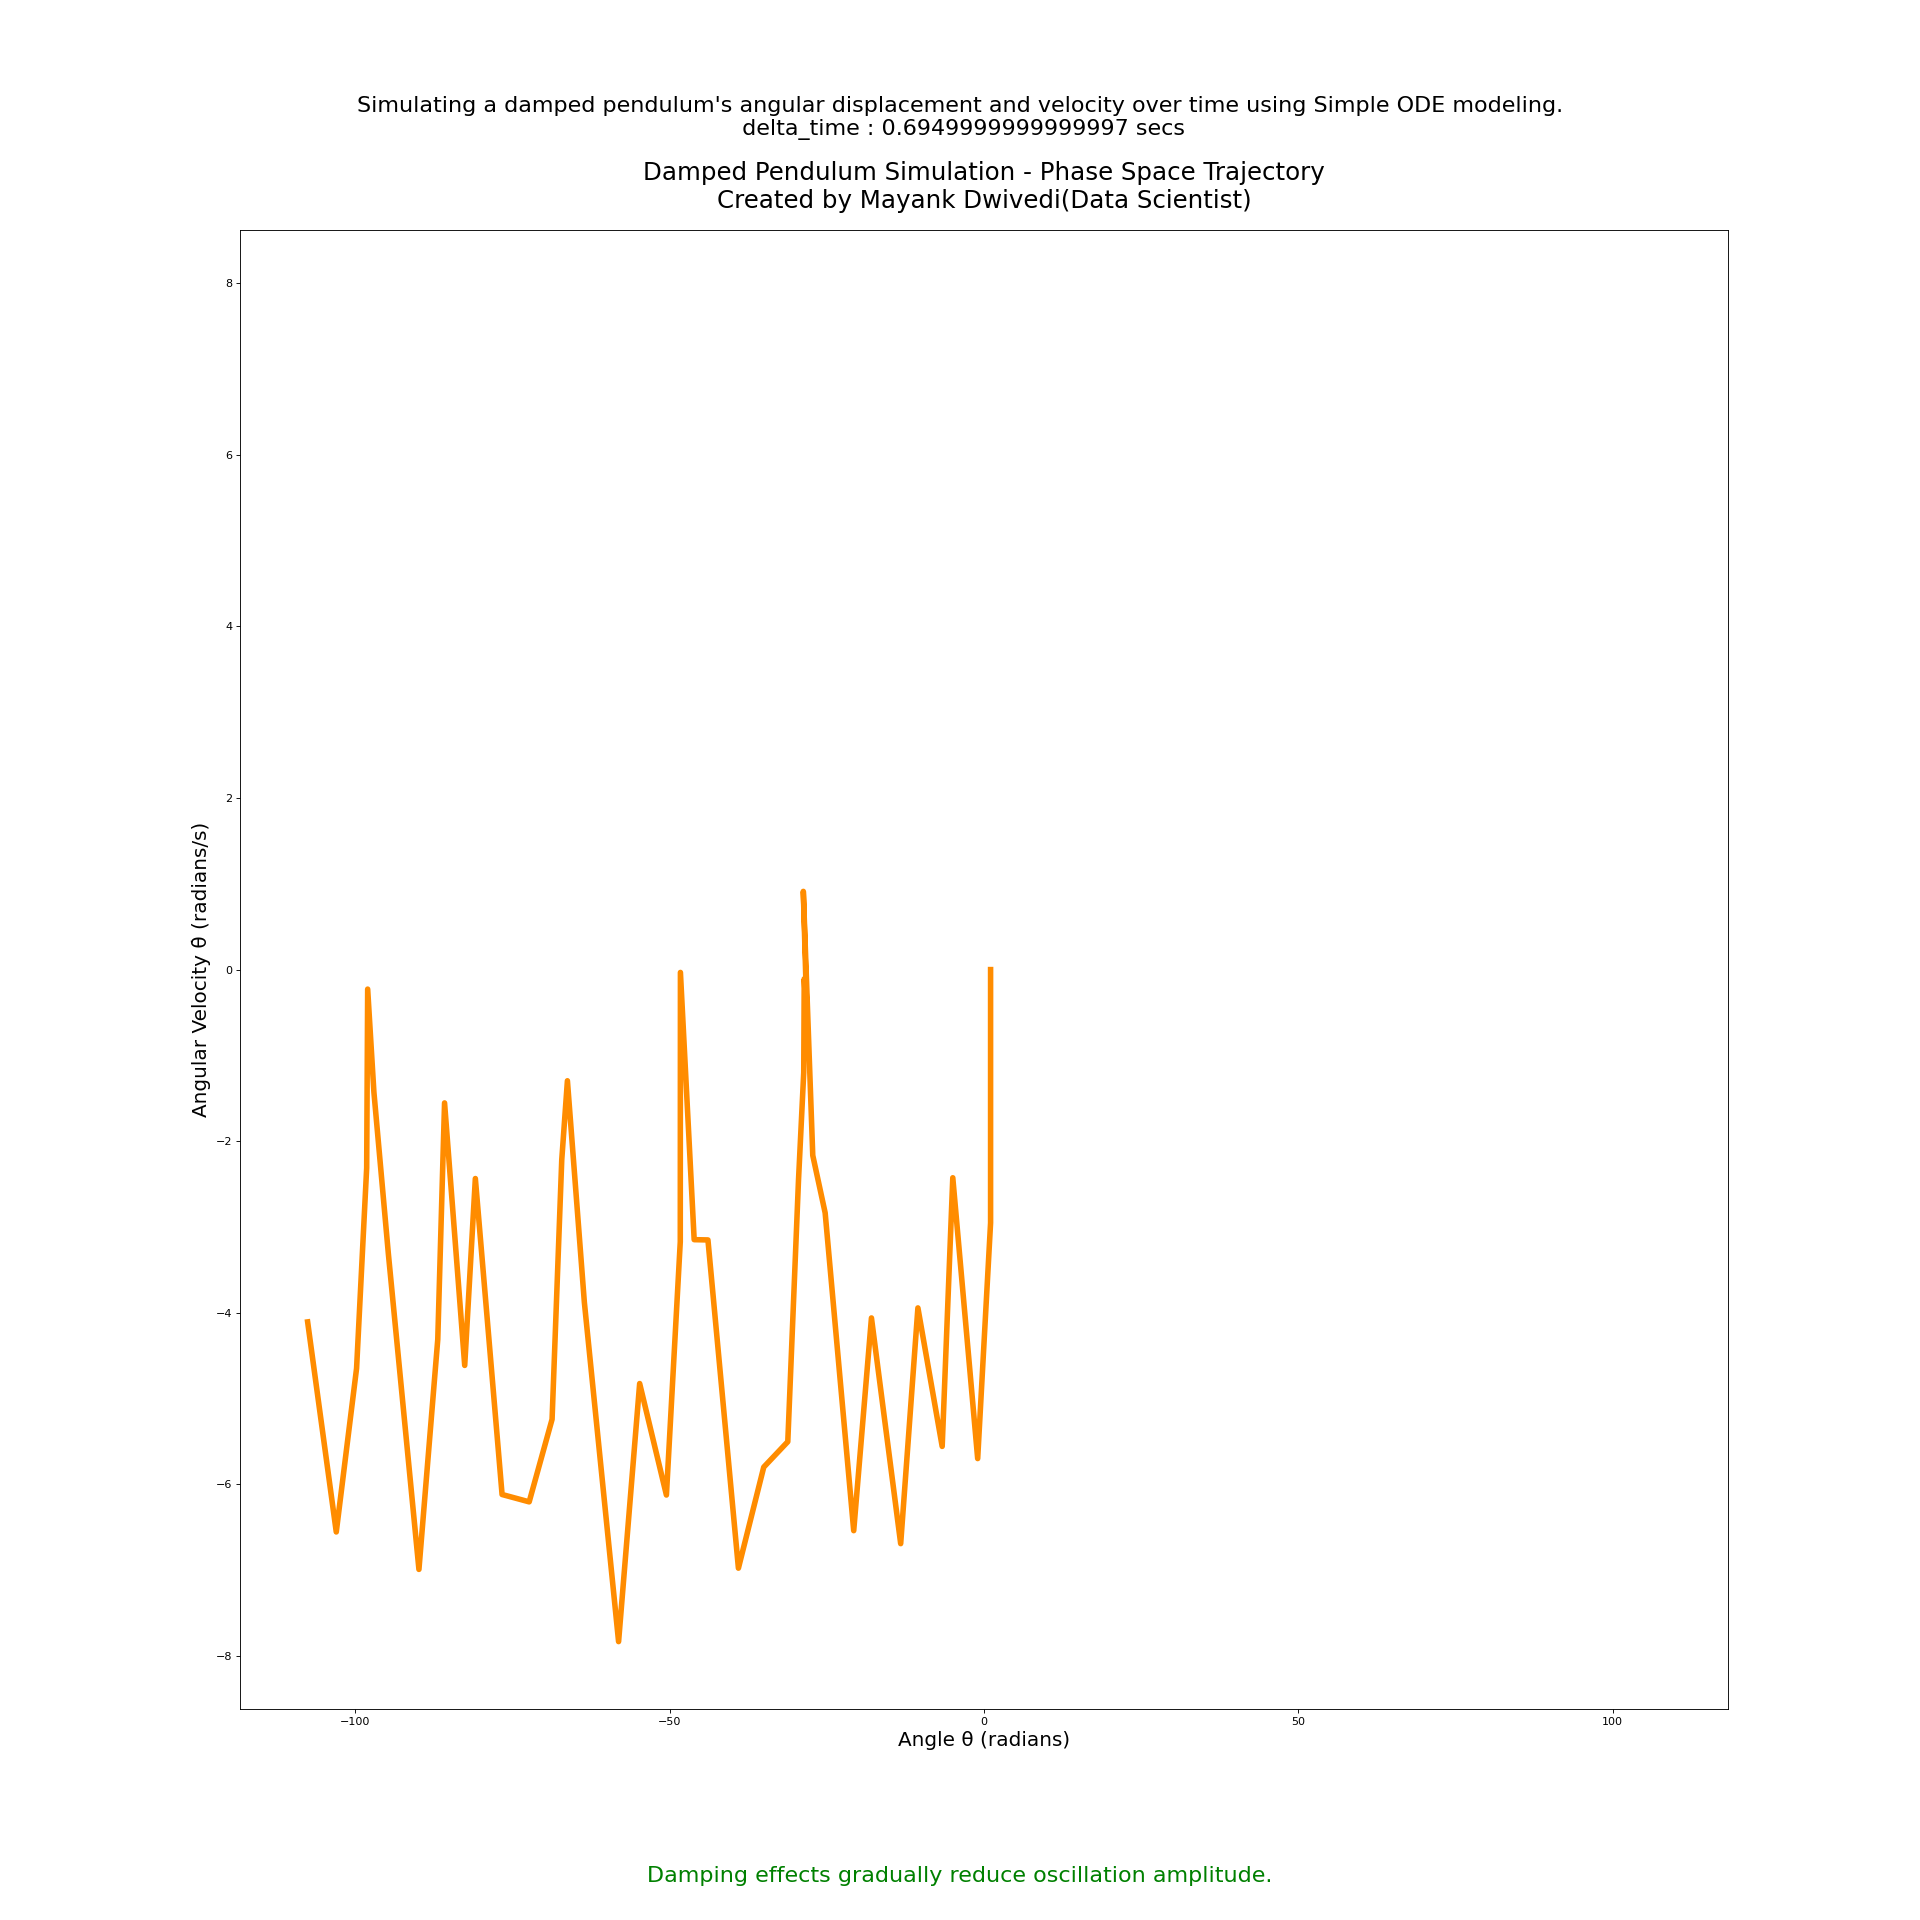 Simulating a damped pendulum's angular displacement and velocity over time using Simple ODE modeling.
delta_time : 0.6949999999999997 secs
Damped Pendulum Simulation - Phase Space Trajectory
Created by Mayank Dwivedi(Data Scientist)
8
6
4
2
0
−2
−4
−6
−8
Angular Velocity θ (radians/s)
−100
−50
0
50
100
Angle θ (radians)
Damping effects gradually reduce oscillation amplitude.